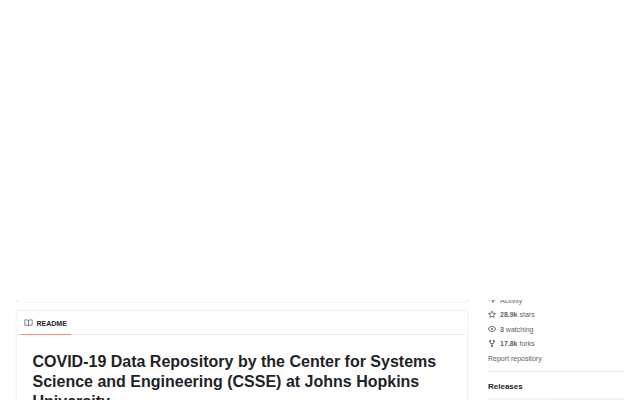 Activity
28.9k stars
3 watching
17.8k forks
Report repository
Releases
README
COVID-19 Data Repository by the Center for Systems
Science and Engineering (CSSE) at Johns Hopkins
University